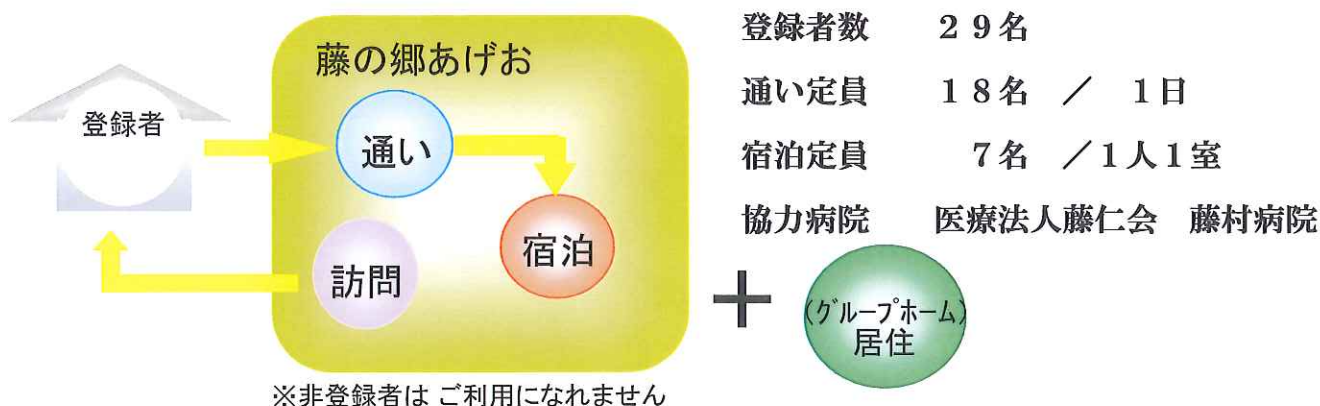 藤の郷あげお
登録者
通い
宿泊
訪問
※非登録者は ご利用になれません
登録者数 29名
通い定員 18名 / 1日
宿泊定員 7名 /1人1室
協力病院 医療法人藤仁会 藤村病院
+
(グループホーム)
居住